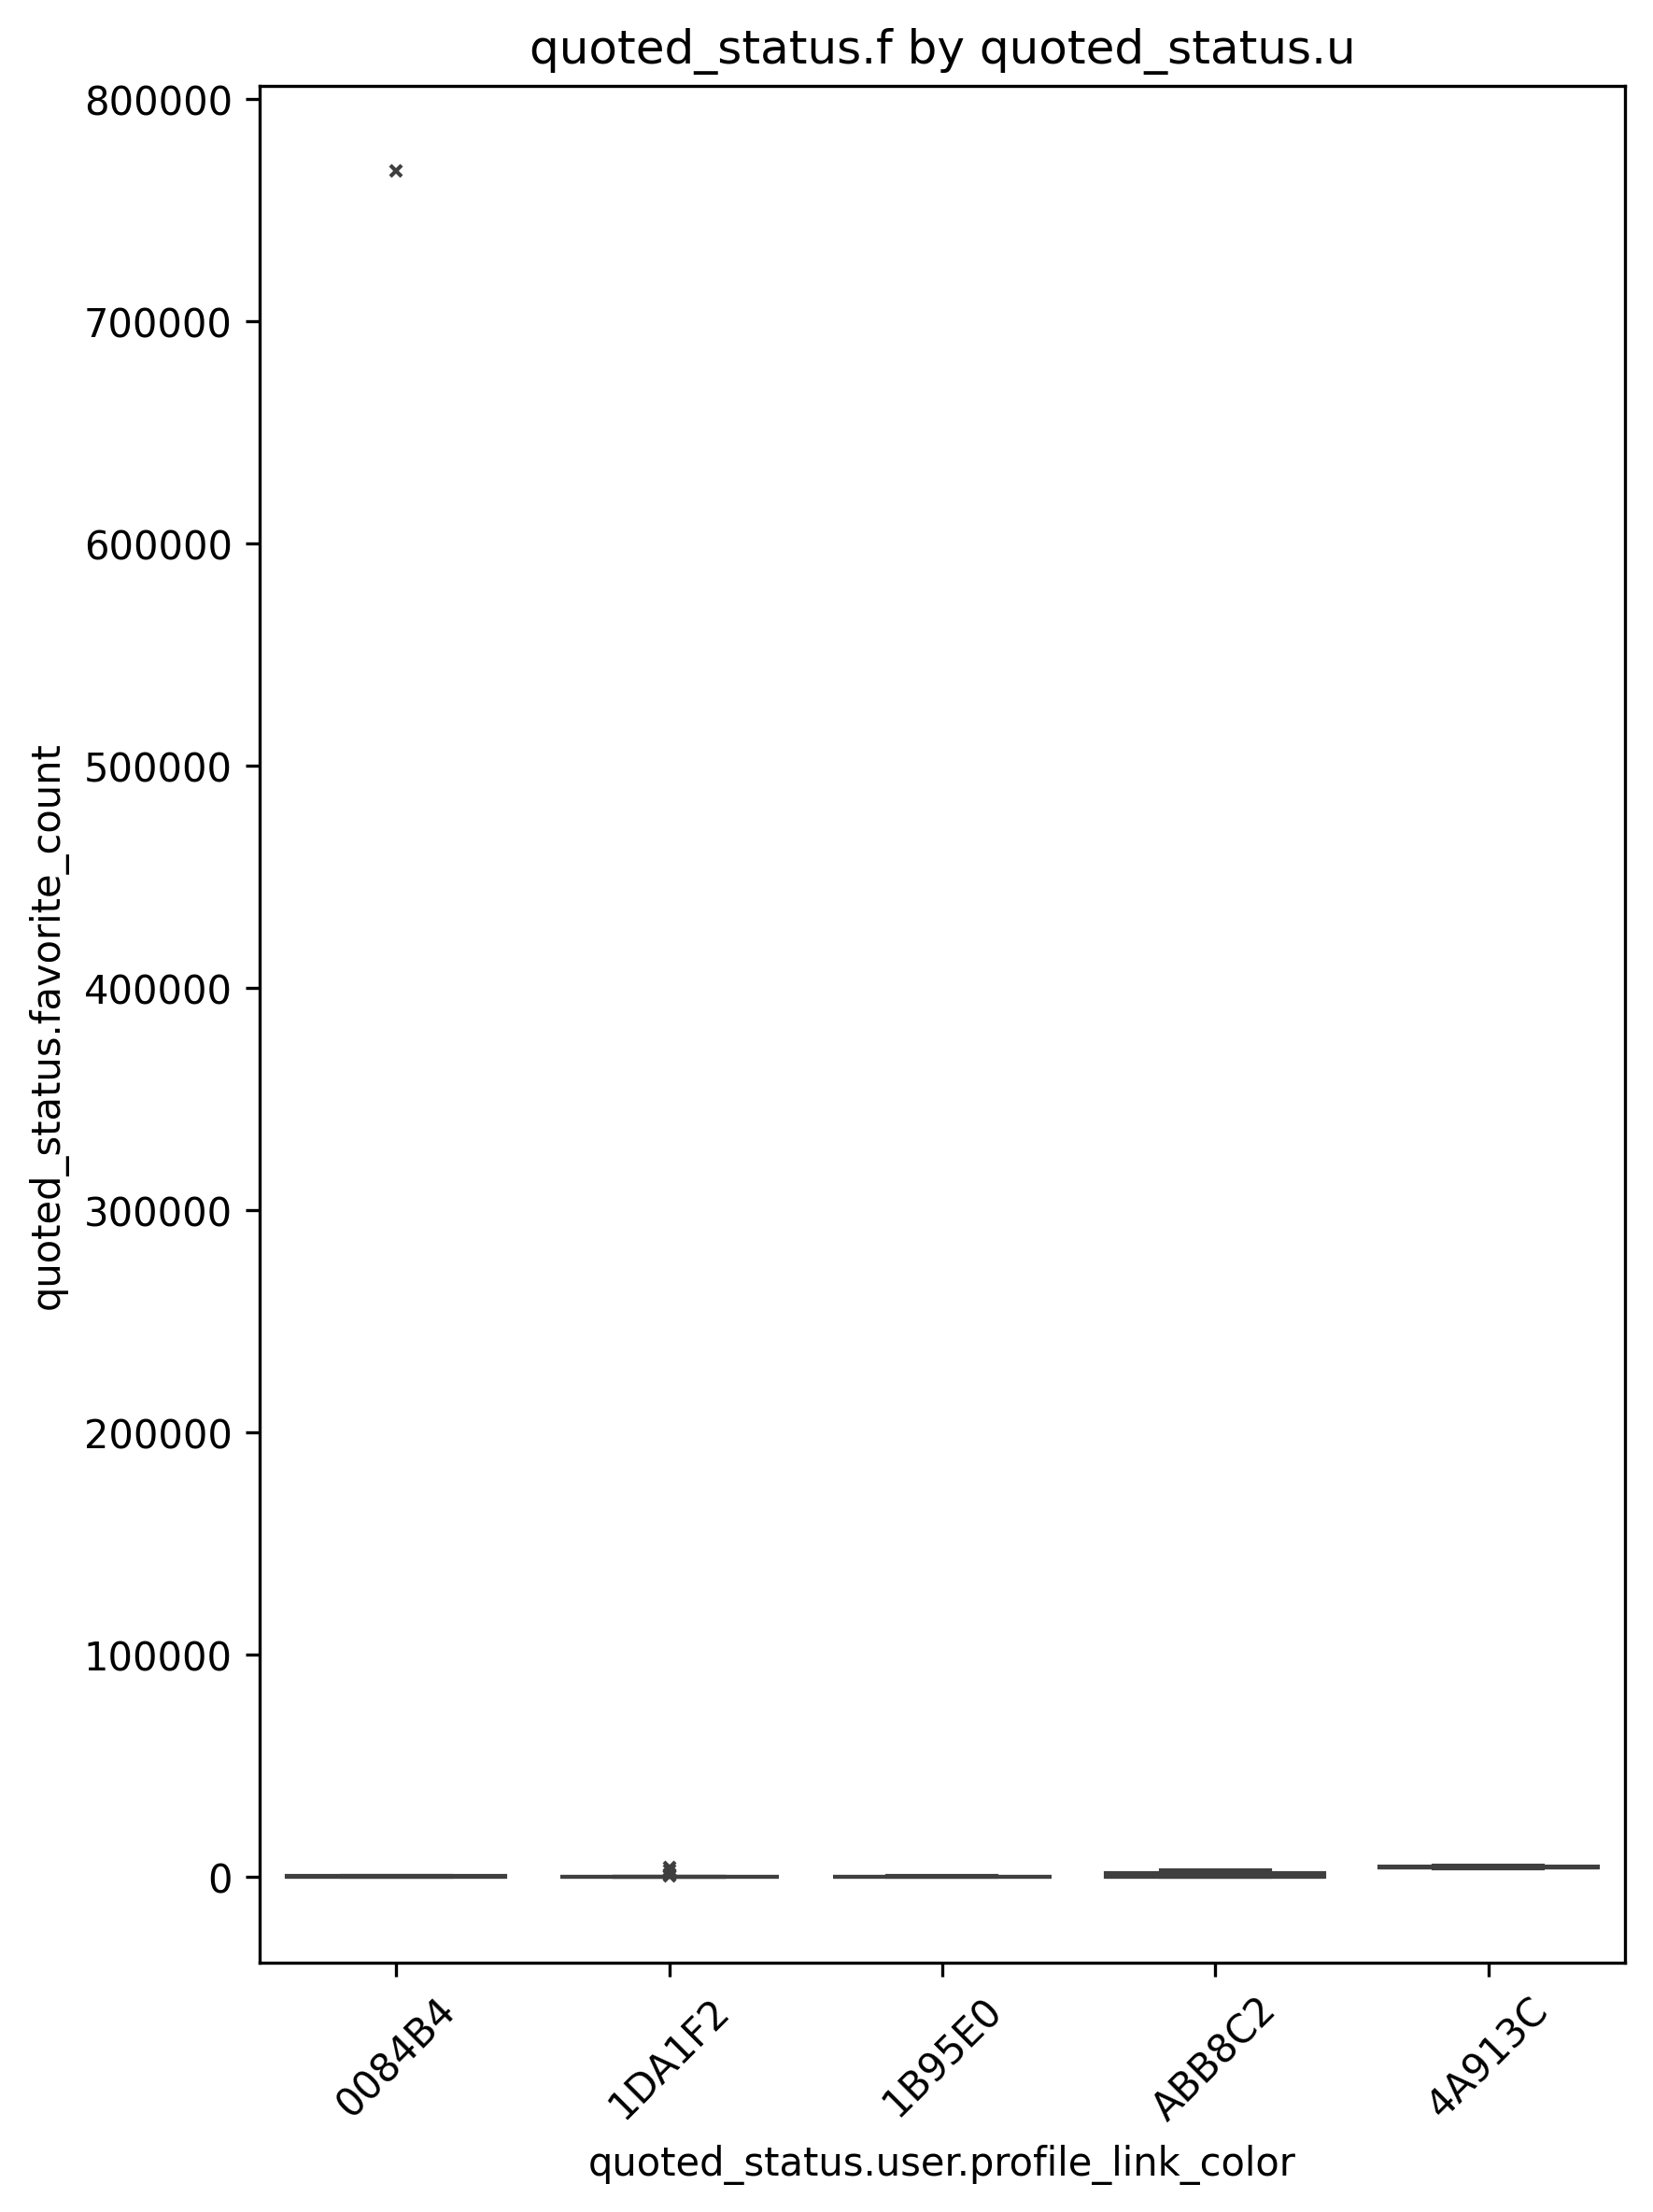 quoted_status.f by quoted_status.u
800000
700000
600000
500000
400000
300000
200000
100000
0
quoted_status.favorite_count
0084B4
1DA1F2
1B95E0
ABB8C2
4A913C
quoted_status.user.profile_link_color